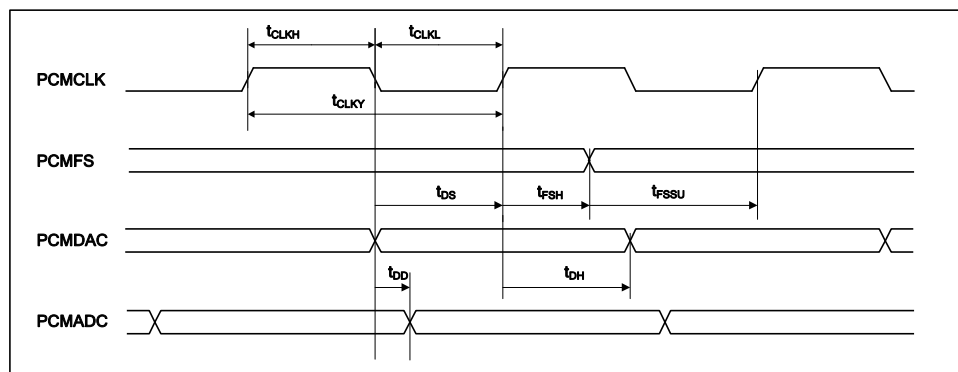 tCLKH tCLKL
PCMCLK
tCLKY
PCMFS
tDS tFSH tFSSU
PCMDAC
tDD tDH
PCMADC